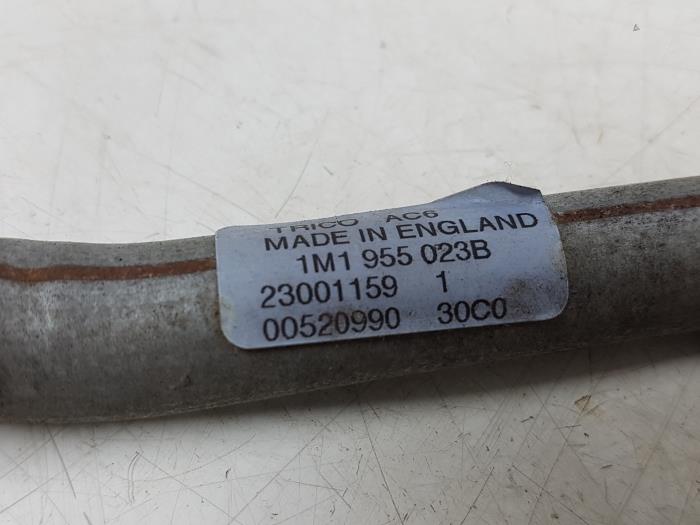 TRICO AC6
MADE IN ENGLAND
1M1 955 023B
23001159 1
00520990 30C0